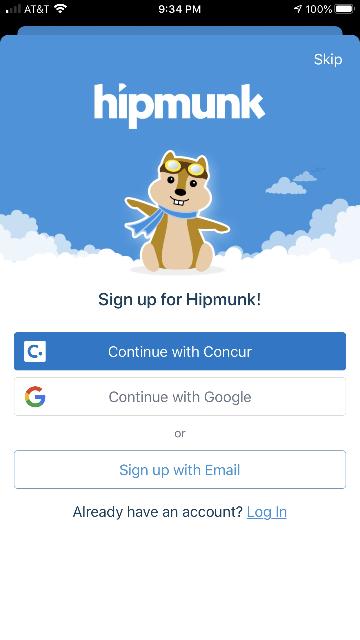 AT&T 9:34 PM 100%
Skip
hipmunk
Sign up for Hipmunk!
C. Continue with Concur
G Continue with Google
or
Sign up with Email
Already have an account? Log In